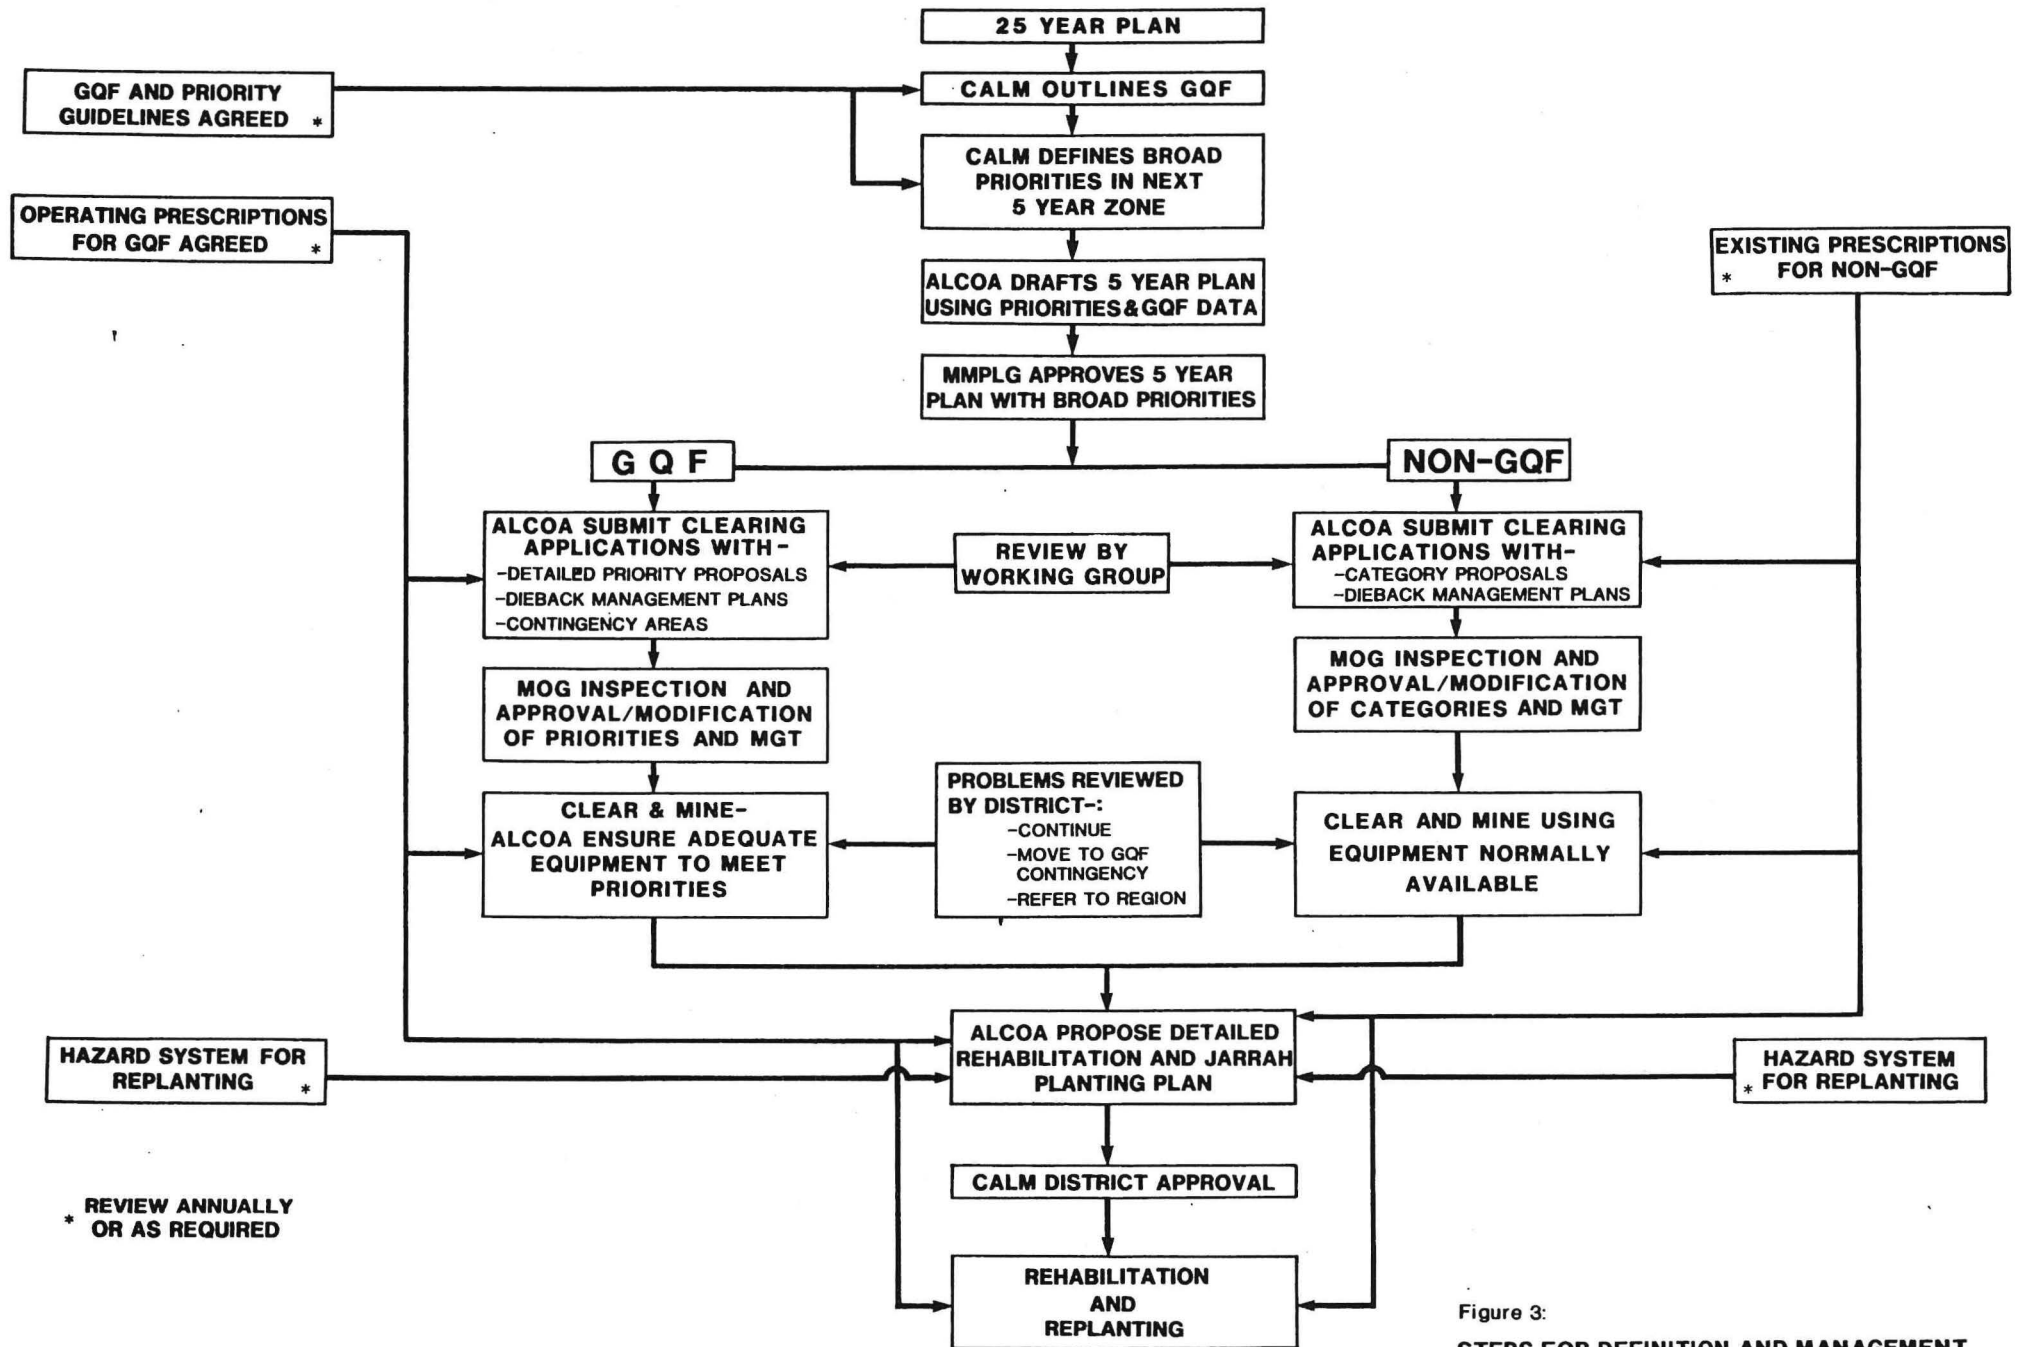 25 YEAR PLAN
GQF AND PRIORITY
GUIDELINES AGREED *
CALM OUTLINES GQF
CALM DEFINES BROAD
PRIORITIES IN NEXT
5 YEAR ZONE
OPERATING PRESCRIPTIONS
FOR GQF AGREED *
EXISTING PRESCRIPTIONS
* FOR NON-GQF
ALCOA DRAFTS 5 YEAR PLAN
USING PRIORITIES & GQF DATA
MMPLG APPROVES 5 YEAR
PLAN WITH BROAD PRIORITIES
GQF
NON-GQF
ALCOA SUBMIT CLEARING
APPLICATIONS WITH-
-DETAILED PRIORITY PROPOSALS
-DIEBACK MANAGEMENT PLANS
-CONTINGENCY AREAS
REVIEW BY
WORKING GROUP
ALCOA SUBMIT CLEARING
APPLICATIONS WITH-
-CATEGORY PROPOSALS
-DIEBACK MANAGEMENT PLANS
MOG INSPECTION AND
APPROVAL/MODIFICATION
OF PRIORITIES AND MGT
MOG INSPECTION AND
APPROVAL/MODIFICATION
OF CATEGORIES AND MGT
CLEAR & MINE-
ALCOA ENSURE ADEQUATE
EQUIPMENT TO MEET
PRIORITIES
PROBLEMS REVIEWED
BY DISTRICT-:
-CONTINUE
-MOVE TO GQF
CONTINGENCY
-REFER TO REGION
CLEAR AND MINE USING
EQUIPMENT NORMALLY
AVAILABLE
HAZARD SYSTEM FOR
REPLANTING *
ALCOA PROPOSE DETAILED
REHABILITATION AND JARRAH
PLANTING PLAN
HAZARD SYSTEM
* FOR REPLANTING
CALM DISTRICT APPROVAL
REHABILITATION
AND
REPLANTING
* REVIEW ANNUALLY
OR AS REQUIRED
Figure 3:
STEPS FOR DEFINITION AND MANAGEMENT